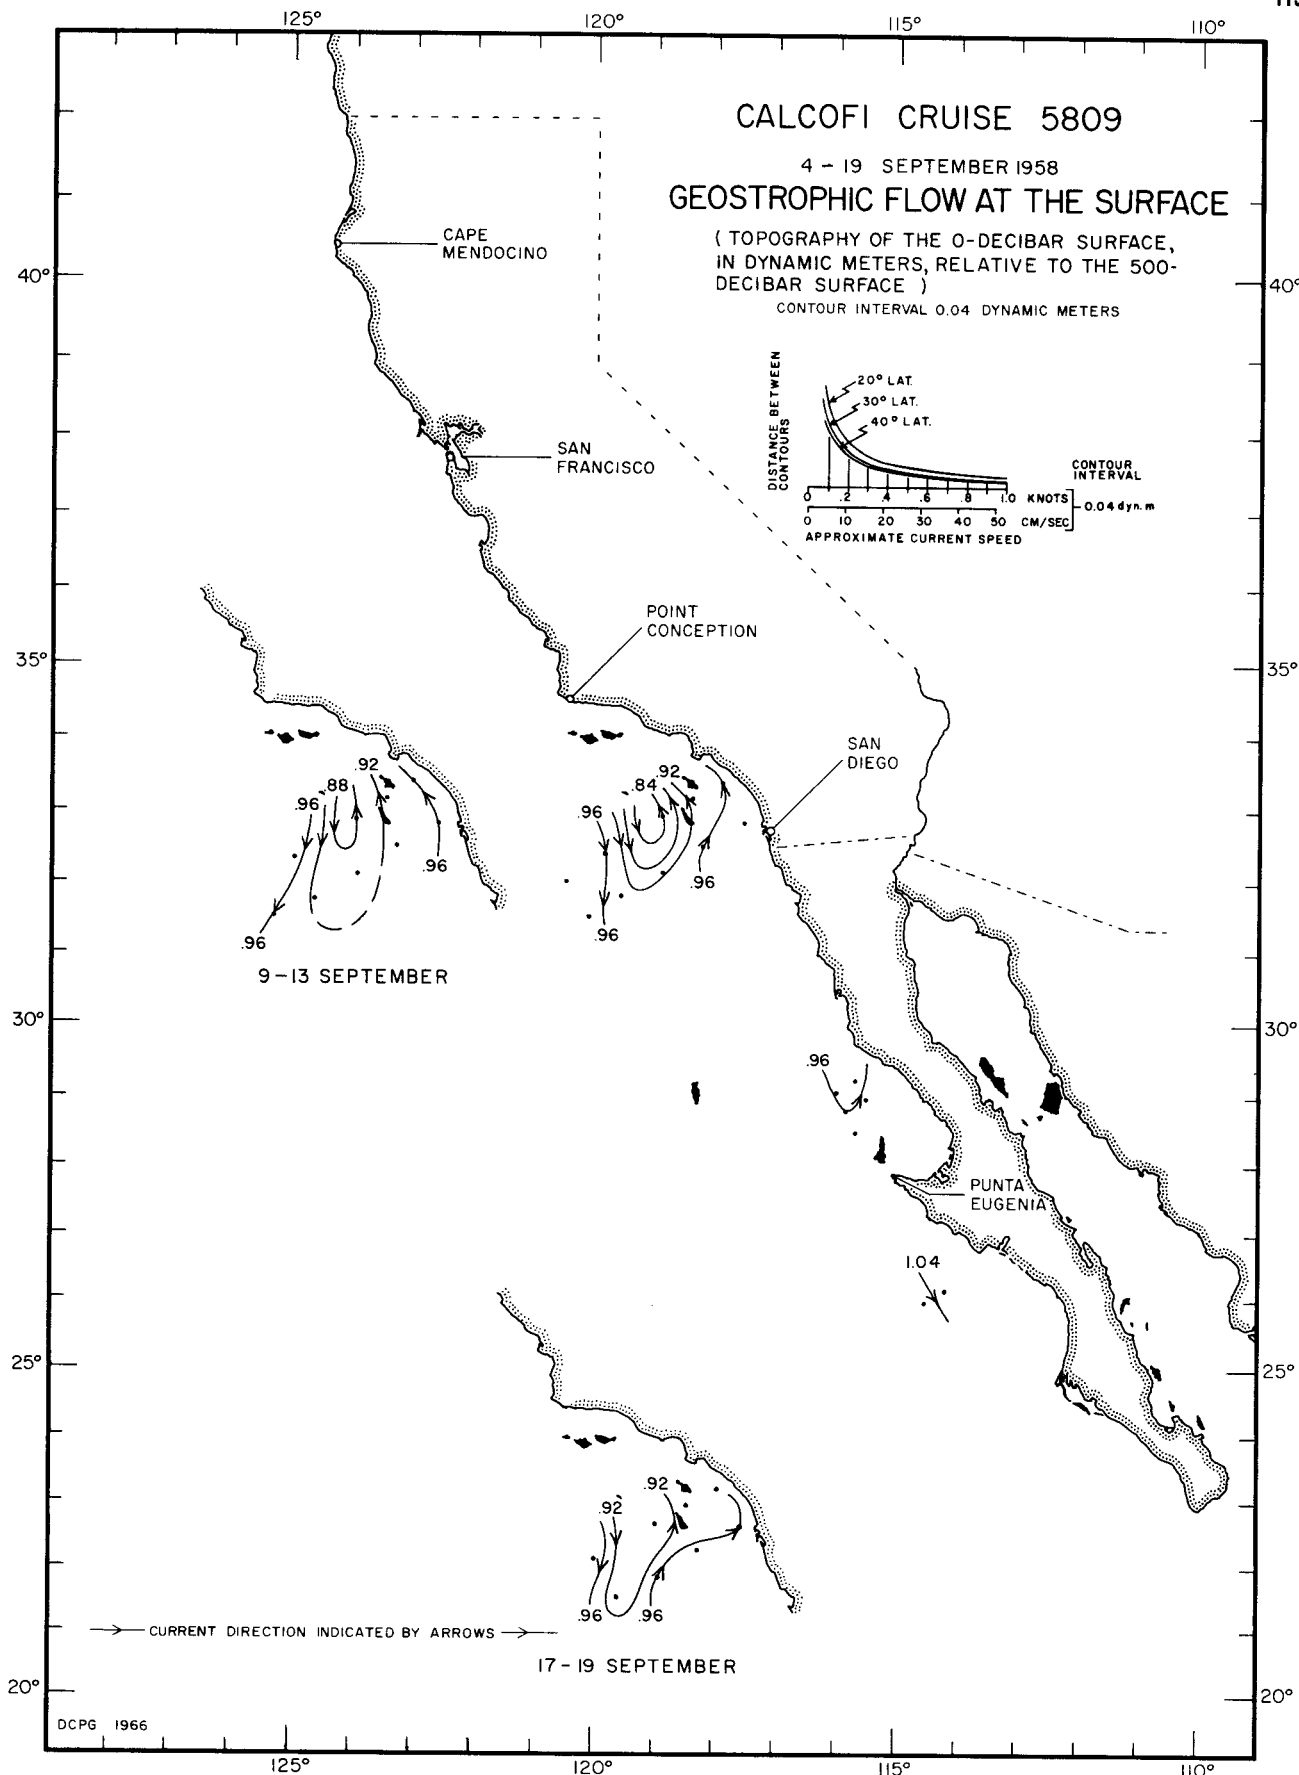 125°
120°
115°
110°
CALCOFI CRUISE 5809
4 – 19 SEPTEMBER 1958
GEOSTROPHIC FLOW AT THE SURFACE
( TOPOGRAPHY OF THE O-DECIBAR SURFACE,
IN DYNAMIC METERS, RELATIVE TO THE 500-
DECIBAR SURFACE )
CONTOUR INTERVAL 0.04 DYNAMIC METERS
CAPE
MENDOCINO
40°
40°
DISTANCE BETWEEN
CONTOURS
20° LAT.
30° LAT.
40° LAT.
CONTOUR
INTERVAL
0 .2 .4 .6 .8 1.0 KNOTS
0.04 dyn. m
0 10 20 30 40 50 CM/SEC
APPROXIMATE CURRENT SPEED
SAN
FRANCISCO
POINT
CONCEPTION
35°
35°
SAN
DIEGO
.96
.88
.92
.96
.96
9 – 13 SEPTEMBER
.96
.84
.92
.96
.96
30°
30°
.96
PUNTA
EUGENIA
1.04
25°
25°
.92
.92
.96
.96
CURRENT DIRECTION INDICATED BY ARROWS
17 – 19 SEPTEMBER
20°
20°
DCPG 1966
125°
120°
115°
110°